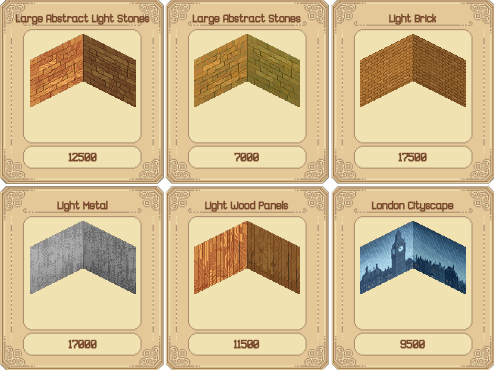 Large Abstract Light Stones
Large Abstract Stones
Light Brick
12500
7000
17500
Light Metal
Light Wood Panels
London Cityscape
17000
11500
9500